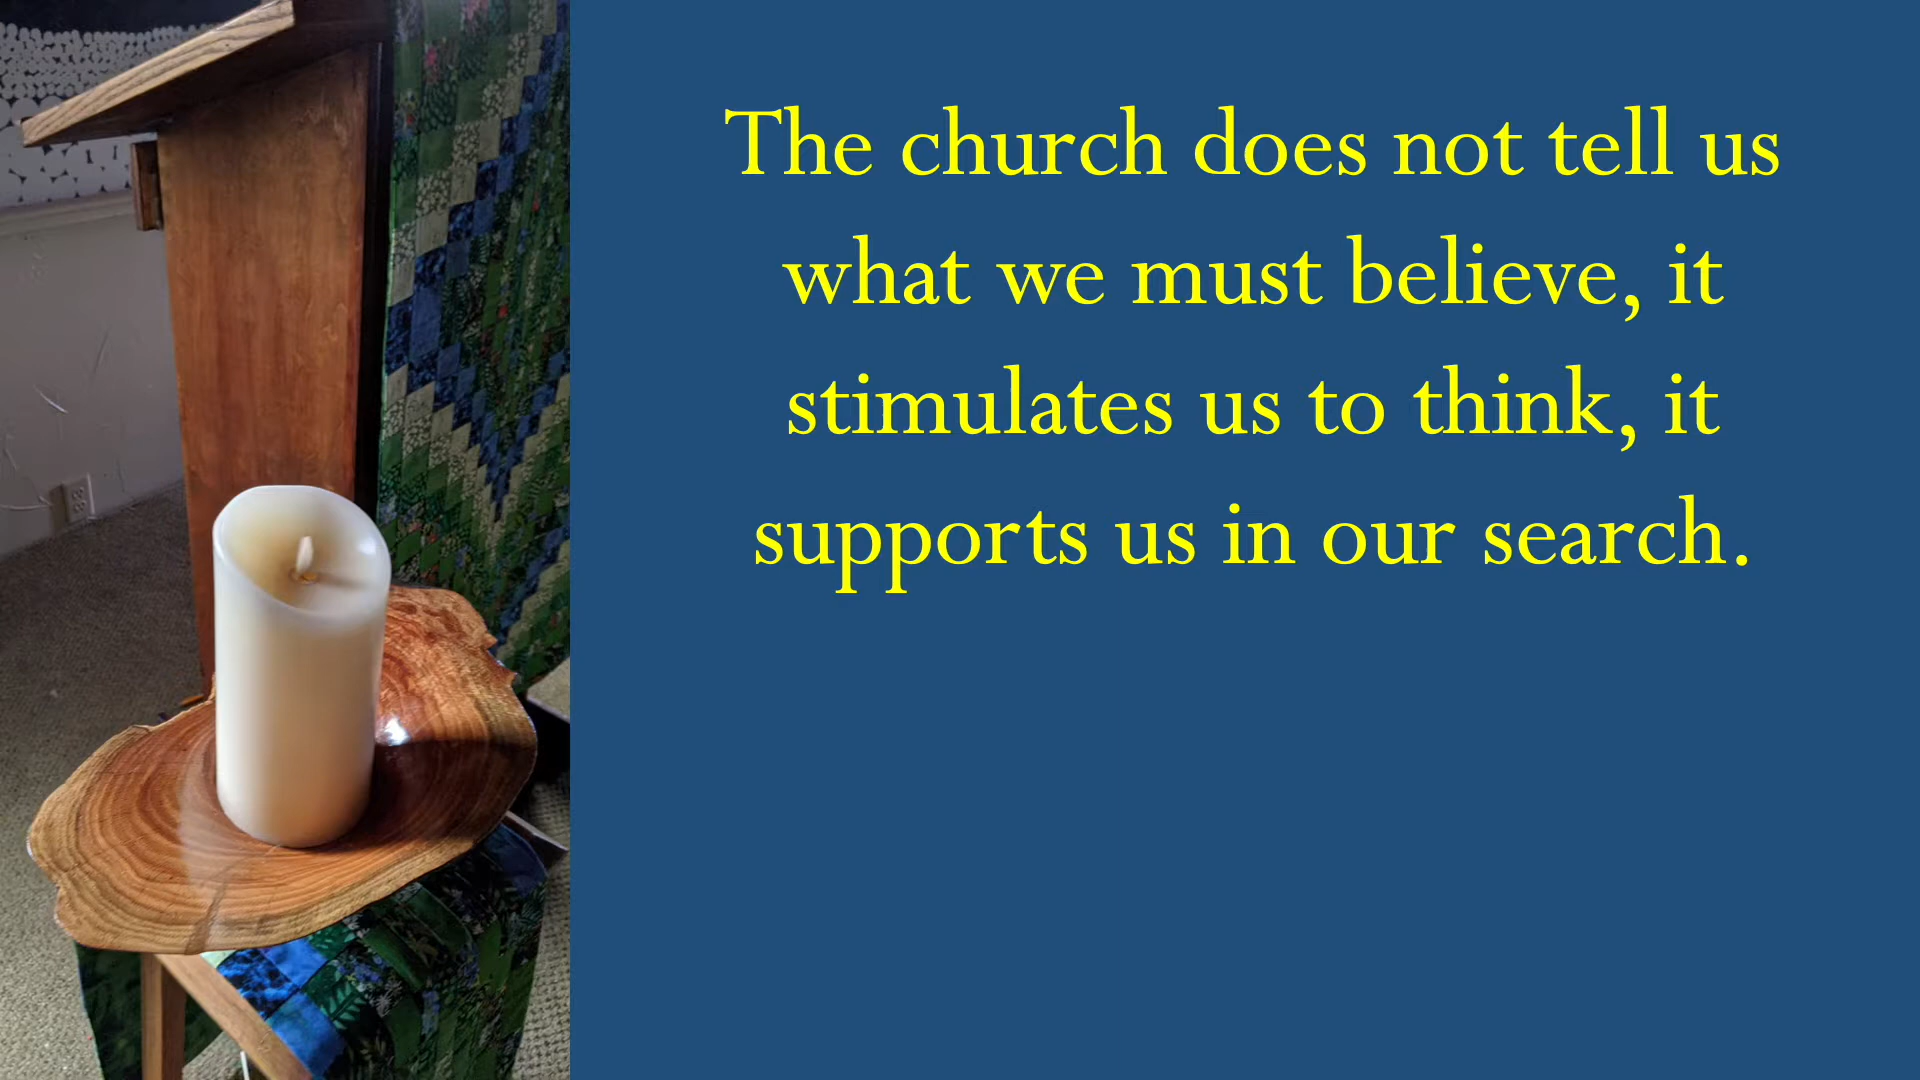 The church does not tell us
what we must believe, it
stimulates us to think, it
supports us in our search.